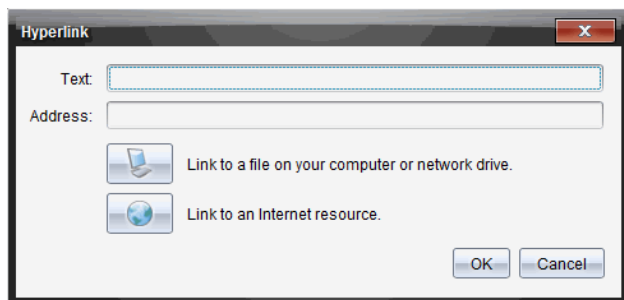 Hyperlink
Text:
Address:
Link to a file on your computer or network drive.
Link to an Internet resource.
OK Cancel